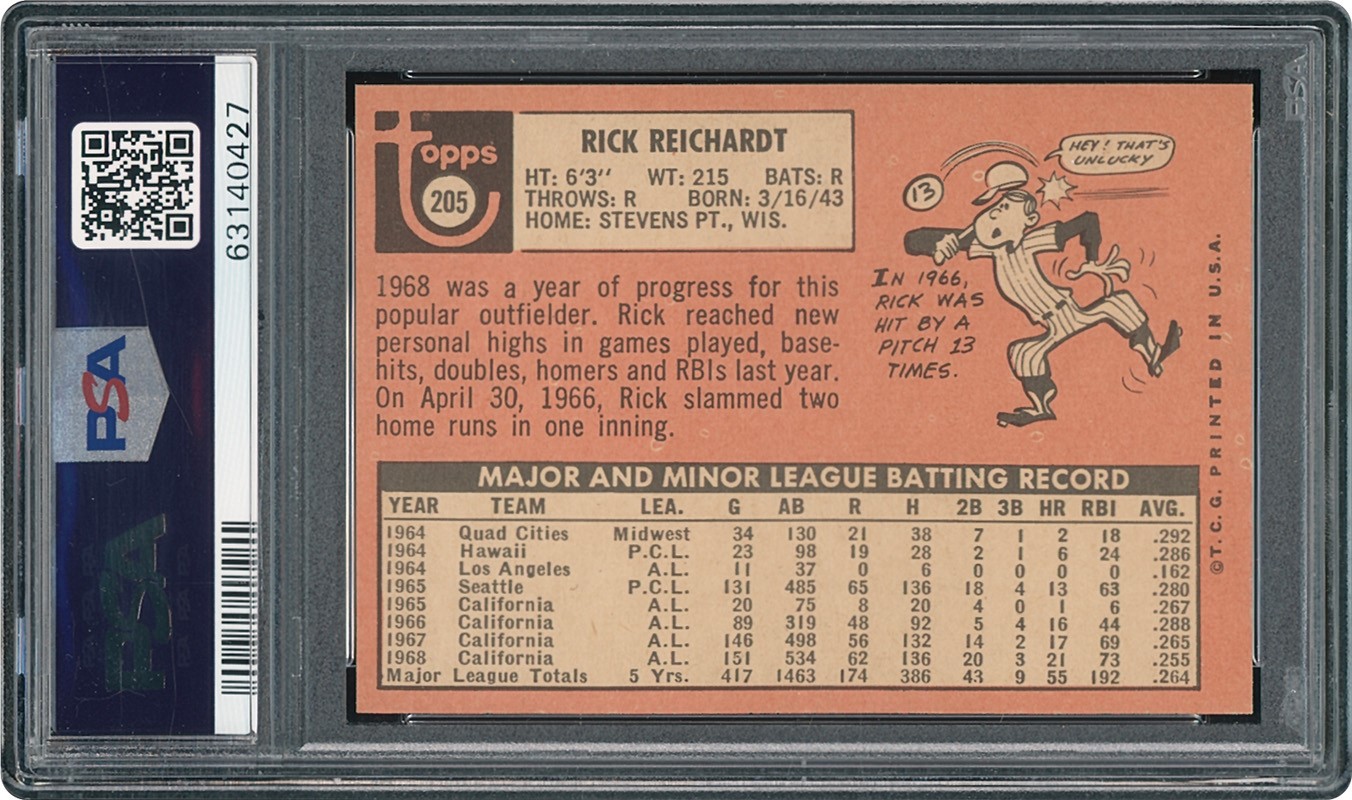 63140427
PSA
PSA
topps
205
RICK REICHARDT
HT: 6'3'' WT: 215 BATS: R
THROWS: R BORN: 3/16/43
HOME: STEVENS PT., WIS.
1968 was a year of progress for this
popular outfielder. Rick reached new
personal highs in games played, base-
hits, doubles, homers and RBIs last year.
On April 30, 1966, Rick slammed two
home runs in one inning.
HEY! THAT'S
UNLUCKY
13
IN 1966,
RICK WAS
HIT BY A
PITCH 13
TIMES.
MAJOR AND MINOR LEAGUE BATTING RECORD
YEAR TEAM LEA. G AB R H 2B 3B HR RBI AVG.
1964 Quad Cities Midwest 34 130 21 38 7 1 2 18 .292
1964 Hawaii P.C.L. 23 98 19 28 2 1 6 24 .286
1964 Los Angeles A.L. 11 37 0 6 0 0 0 0 .162
1965 Seattle P.C.L. 131 485 65 136 18 4 13 63 .280
1965 California A.L. 20 75 8 20 4 0 1 6 .267
1966 California A.L. 89 319 48 92 5 4 16 44 .288
1967 California A.L. 146 498 56 132 14 2 17 69 .265
1968 California A.L. 151 534 62 136 20 3 21 73 .255
Major League Totals 5 Yrs. 417 1463 174 386 43 9 55 192 .264
©T.C.G. PRINTED IN U.S.A.
PSA